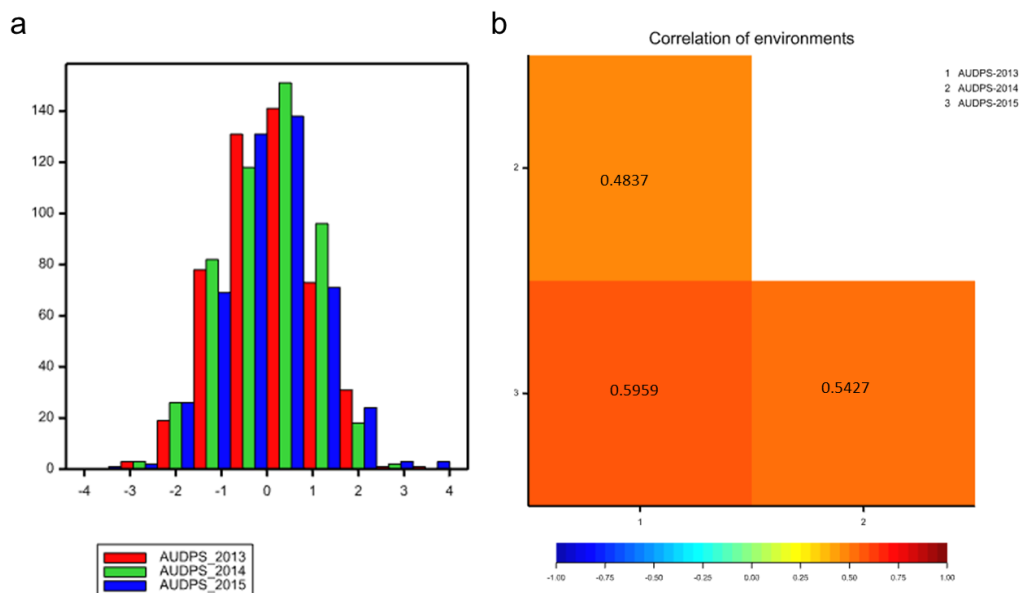 a
140
120
100
80
60
40
20
0
-4 -3 -2 -1 0 1 2 3 4
AUDPS_2013
AUDPS_2014
AUDPS_2015
b
Correlation of environments
1 AUDPS-2013
2 AUDPS-2014
3 AUDPS-2015
2
0.4837
3
0.5959 0.5427
1 2
-1.00 -0.75 -0.50 -0.25 0.00 0.25 0.50 0.75 1.00